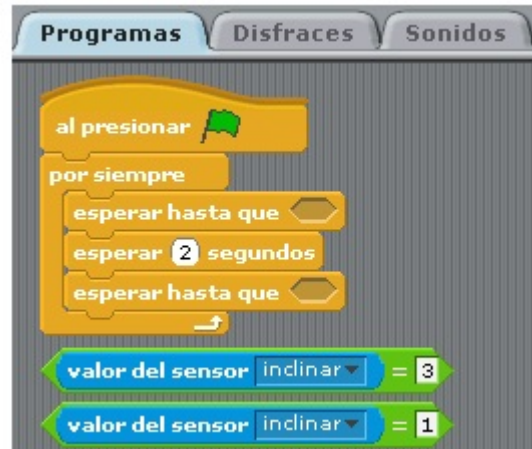 Programas Disfraces Sonidos
al presionar
por siempre
esperar hasta que
esperar 2 segundos
esperar hasta que
valor del sensor inclinar = 3
valor del sensor inclinar = 1